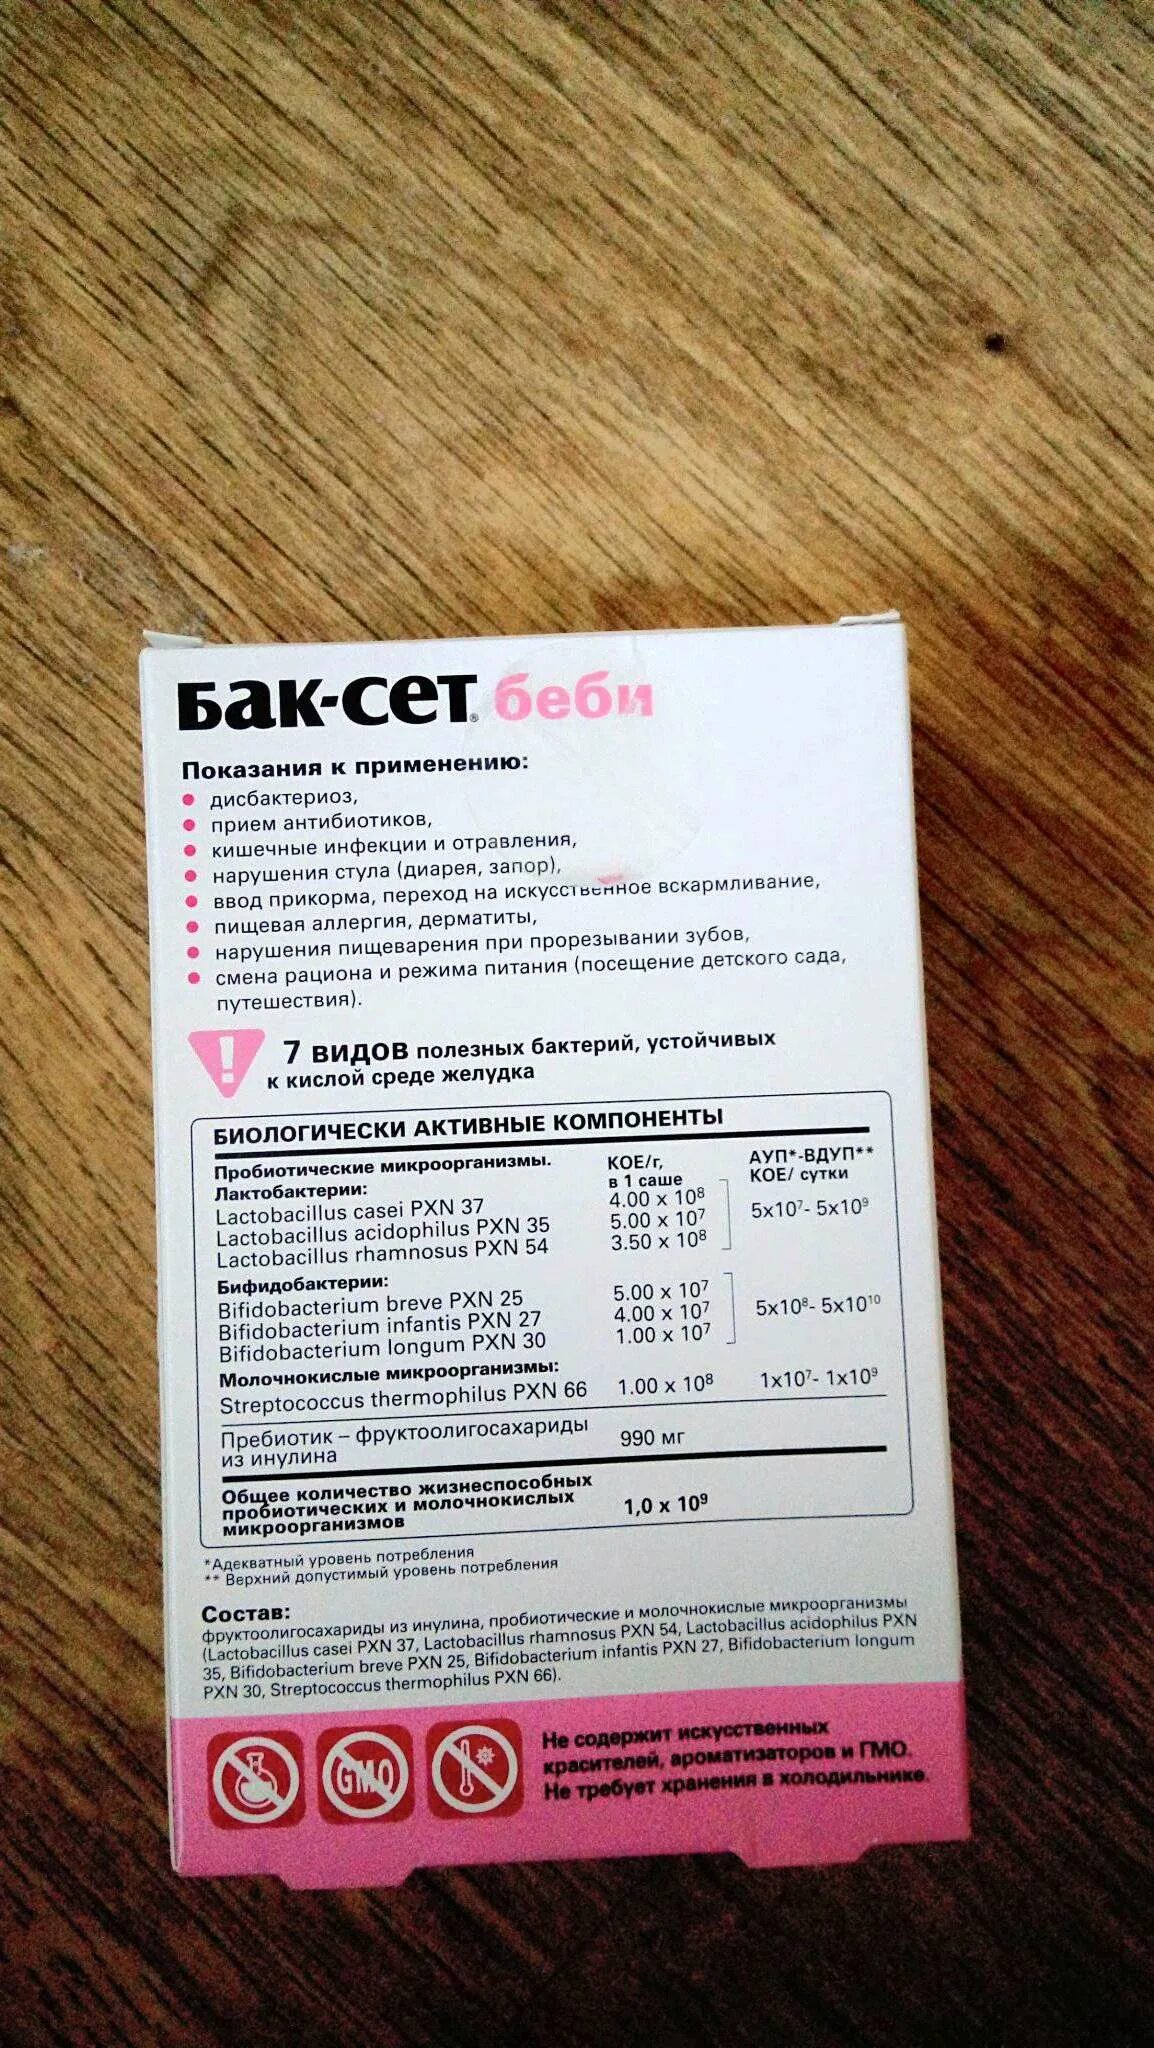 Бак-сет® беби
Показания к применению:
• дисбактериоз,
• прием антибиотиков,
• кишечные инфекции и отравления,
• нарушения стула (диарея, запор),
• ввод прикорма, переход на искусственное вскармливание,
• пищевая аллергия, дерматиты,
• нарушения пищеварения при прорезывании зубов,
• смена рациона и режима питания (посещение детского сада,
путешествия).
! 7 видов полезных бактерий, устойчивых
к кислой среде желудка
БИОЛОГИЧЕСКИ АКТИВНЫЕ КОМПОНЕНТЫ
Пробиотические микроорганизмы. КОЕ/г, АУП*-ВДУП**
Лактобактерии: в 1 саше КОЕ/ сутки
Lactobacillus casei PXN 37 4.00 x 10⁸
Lactobacillus acidophilus PXN 35 5.00 x 10⁷ 5x10⁷- 5x10⁹
Lactobacillus rhamnosus PXN 54 3.50 x 10⁸
Бифидобактерии:
Bifidobacterium breve PXN 25 5.00 x 10⁷
Bifidobacterium infantis PXN 27 4.00 x 10⁷ 5x10⁸- 5x10¹⁰
Bifidobacterium longum PXN 30 1.00 x 10⁷
Молочнокислые микроорганизмы:
Streptococcus thermophilus PXN 66 1.00 x 10⁸ 1x10⁷- 1x10⁹
Пребиотик – фруктоолигосахариды
из инулина 990 мг
Общее количество жизнеспособных
пробиотических и молочнокислых
микроорганизмов 1,0 x 10⁹
*Адекватный уровень потребления
** Верхний допустимый уровень потребления
Состав:
фруктоолигосахариды из инулина, пробиотические и молочнокислые микроорганизмы
(Lactobacillus casei PXN 37, Lactobacillus rhamnosus PXN 54, Lactobacillus acidophilus PXN
35, Bifidobacterium breve PXN 25, Bifidobacterium infantis PXN 27, Bifidobacterium longum
PXN 30, Streptococcus thermophilus PXN 66).
GMO
Не содержит искусственных
красителей, ароматизаторов и ГМО.
Не требует хранения в холодильнике.